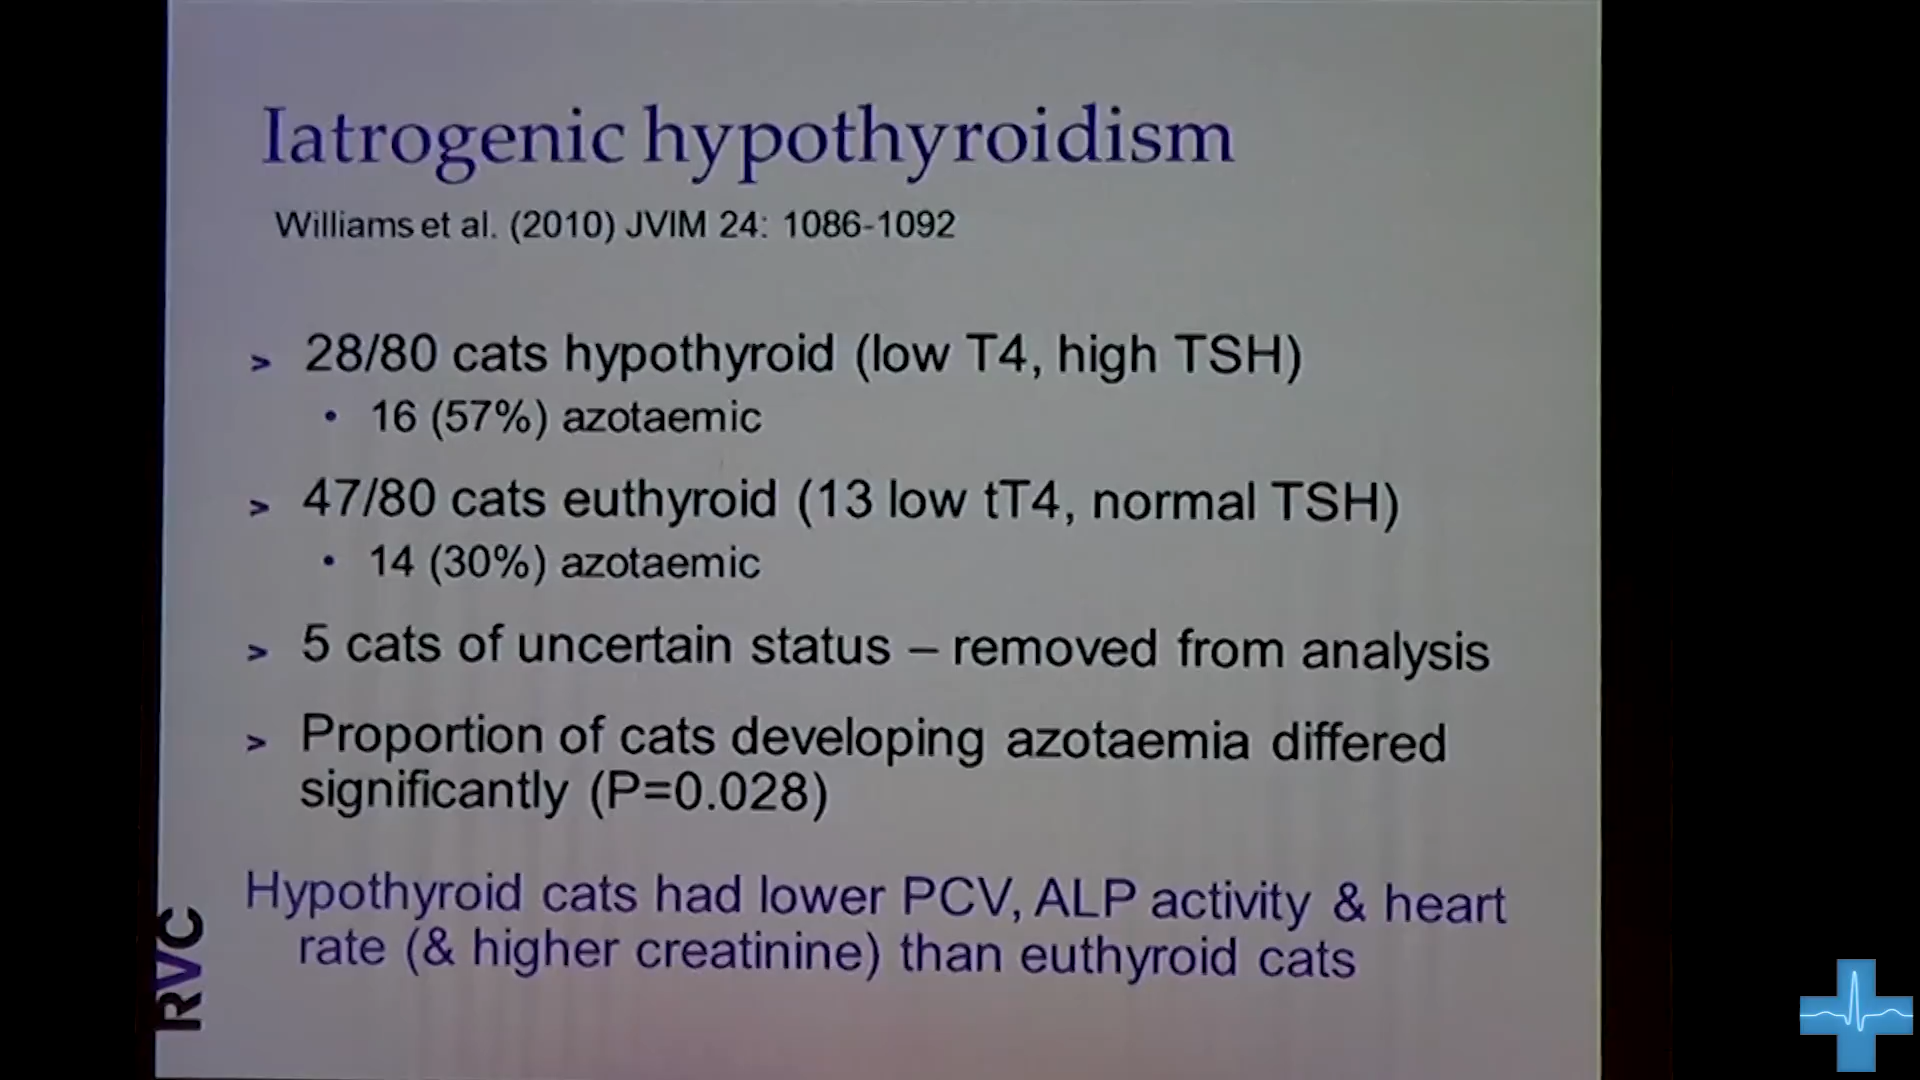 Iatrogenic hypothyroidism
Williams et al. (2010) JVIM 24: 1086-1092
> 28/80 cats hypothyroid (low T4, high TSH)
• 16 (57%) azotaemic
> 47/80 cats euthyroid (13 low tT4, normal TSH)
• 14 (30%) azotaemic
> 5 cats of uncertain status – removed from analysis
> Proportion of cats developing azotaemia differed
significantly (P=0.028)
Hypothyroid cats had lower PCV, ALP activity & heart
rate (& higher creatinine) than euthyroid cats
RVC